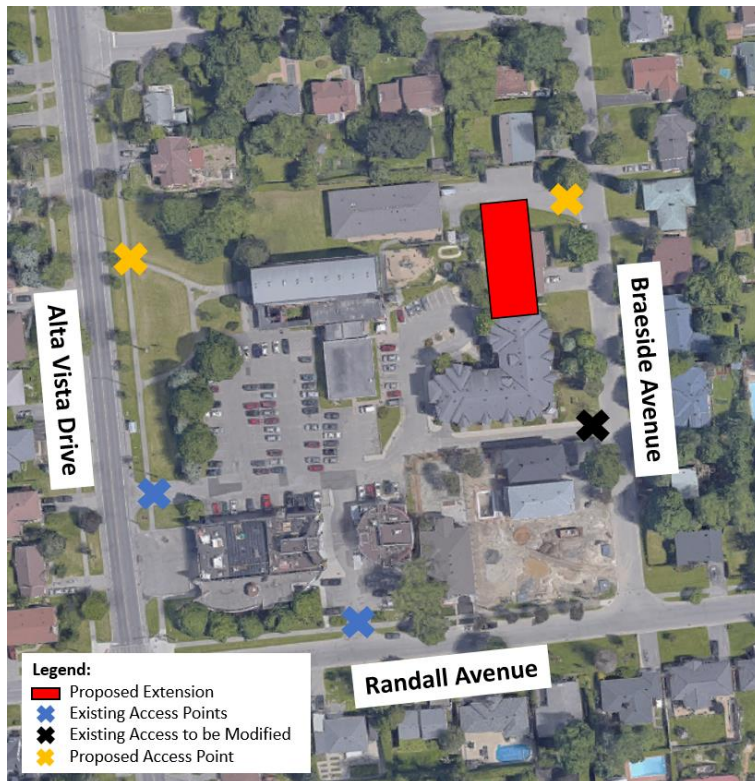 Alta Vista Drive
Braeside Avenue
Randall Avenue
Legend:
Proposed Extension
Existing Access Points
Existing Access to be Modified
Proposed Access Point